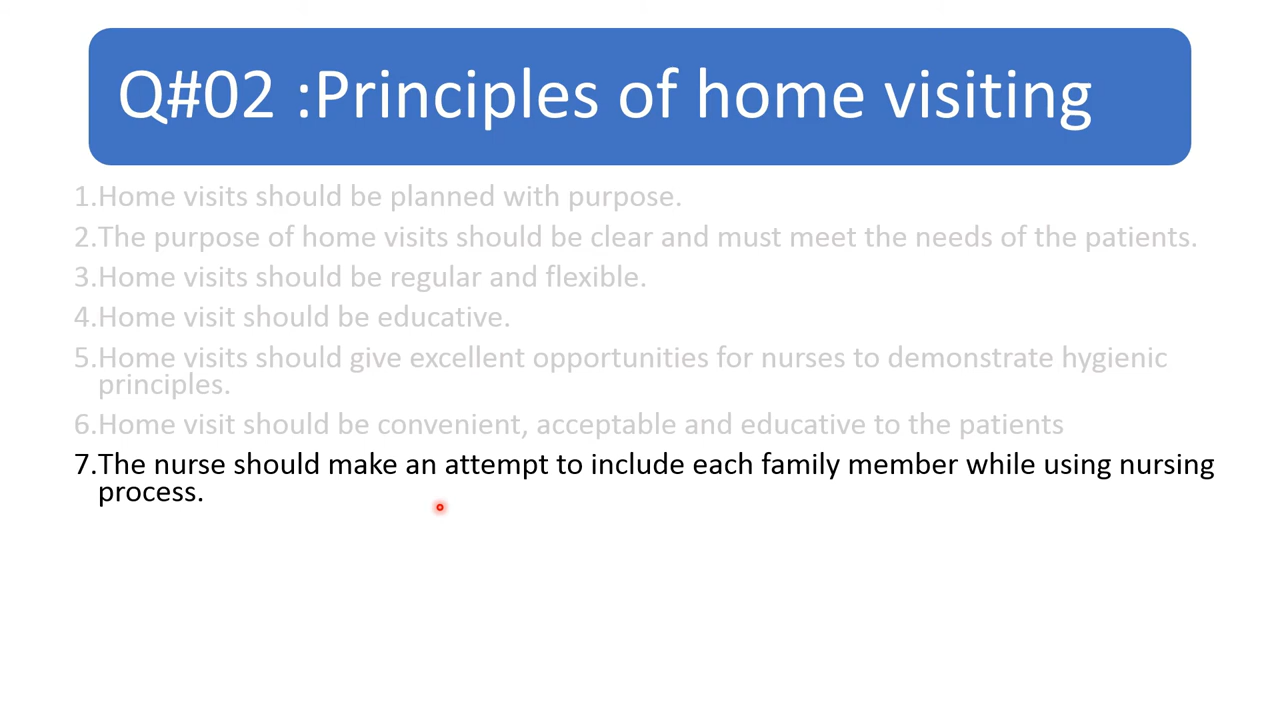 Q#02 :Principles of home visiting
1.Home visits should be planned with purpose.
2.The purpose of home visits should be clear and must meet the needs of the patients.
3.Home visits should be regular and flexible.
4.Home visit should be educative.
5.Home visits should give excellent opportunities for nurses to demonstrate hygienic
principles.
6.Home visit should be convenient, acceptable and educative to the patients
7.The nurse should make an attempt to include each family member while using nursing
process.